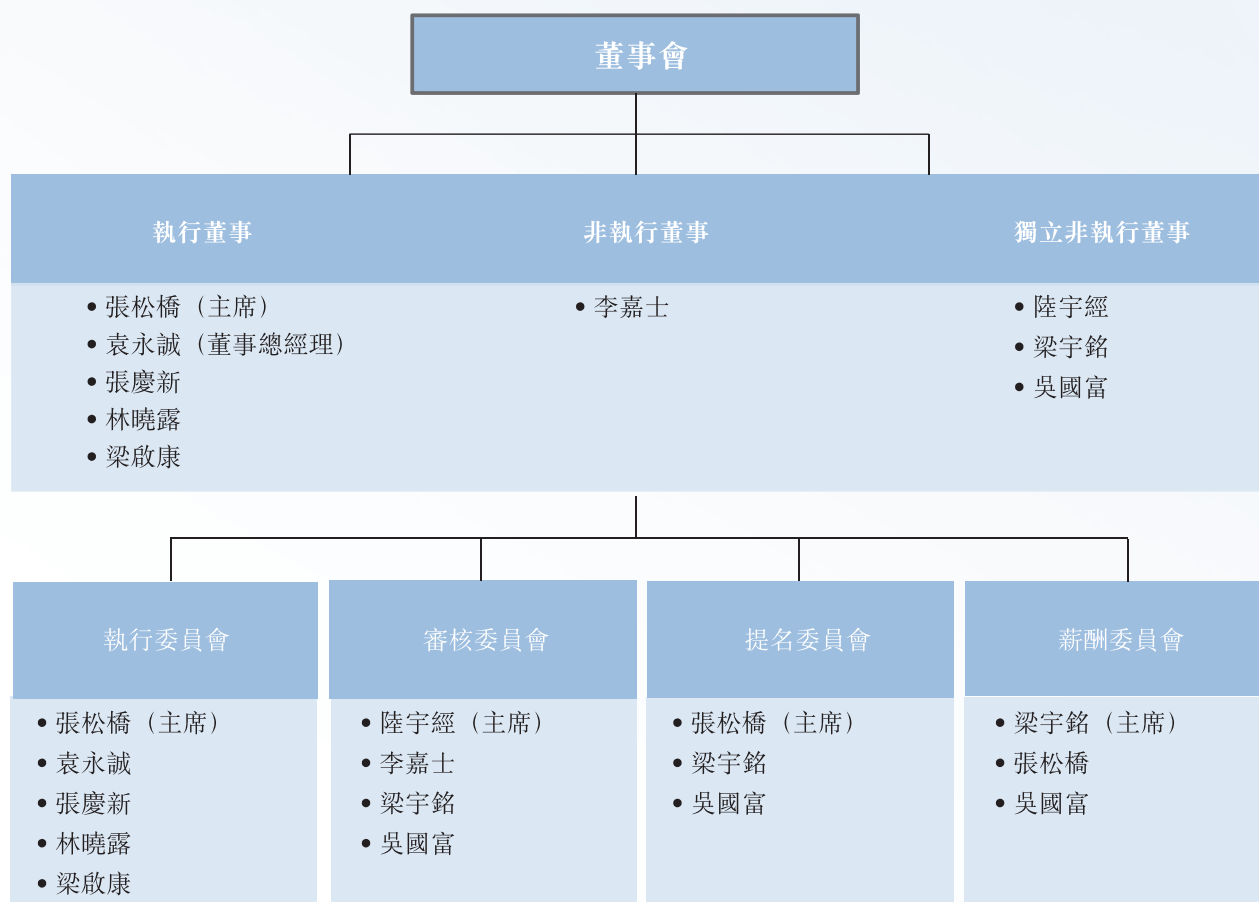 董事會
執行董事
• 張松橋（主席）
• 袁永誠（董事總經理）
• 張慶新
• 林曉露
• 梁啟康
非執行董事
• 李嘉士
獨立非執行董事
• 陸宇經
• 梁宇銘
• 吳國富
執行委員會
• 張松橋（主席）
• 袁永誠
• 張慶新
• 林曉露
• 梁啟康
審核委員會
• 陸宇經（主席）
• 李嘉士
• 梁宇銘
• 吳國富
提名委員會
• 張松橋（主席）
• 梁宇銘
• 吳國富
薪酬委員會
• 梁宇銘（主席）
• 張松橋
• 吳國富